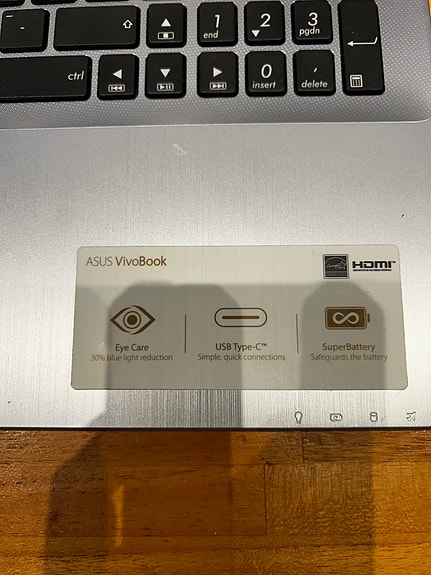 1 end
2
3 pgdn
ctrl
0 insert
, delete
ASUS VivoBook
HDMI™
Eye Care
30% blue light reduction
USB Type-C™
Simple, quick connections
SuperBattery
Safeguards the battery